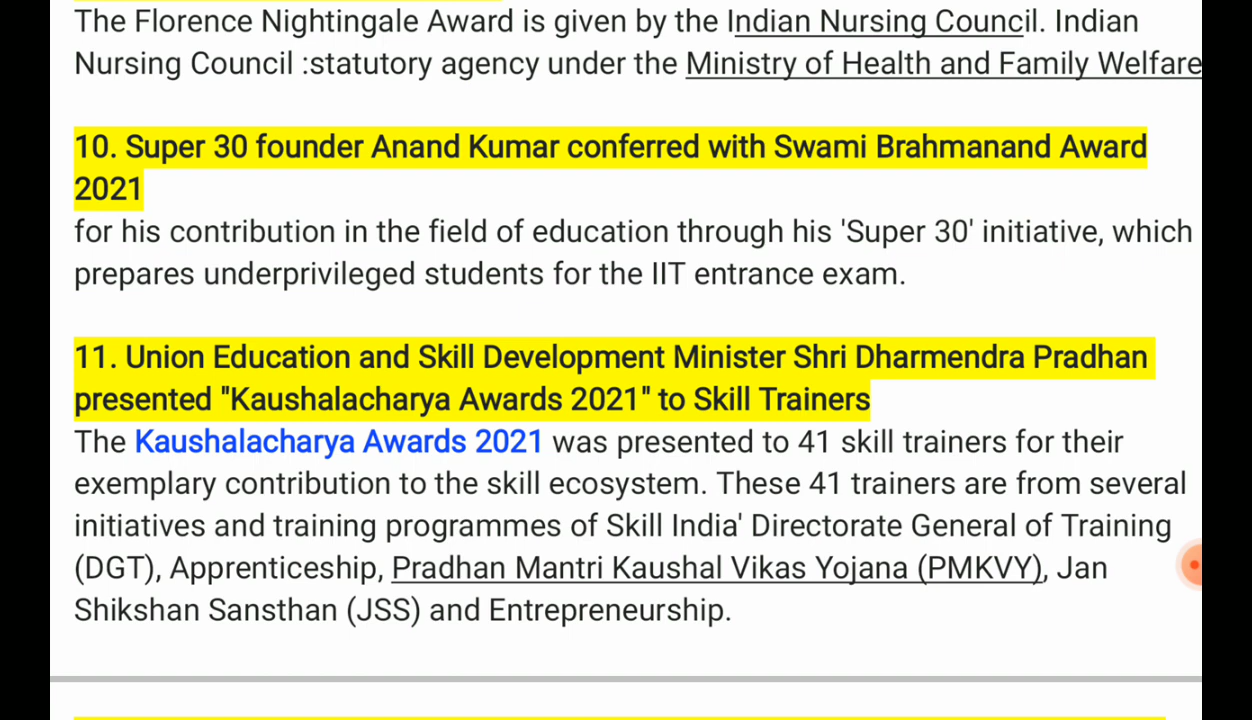 The Florence Nightingale Award is given by the Indian Nursing Council. Indian
Nursing Council :statutory agency under the Ministry of Health and Family Welfare
10. Super 30 founder Anand Kumar conferred with Swami Brahmanand Award
2021
for his contribution in the field of education through his 'Super 30' initiative, which
prepares underprivileged students for the IIT entrance exam.
11. Union Education and Skill Development Minister Shri Dharmendra Pradhan
presented "Kaushalacharya Awards 2021" to Skill Trainers
The Kaushalacharya Awards 2021 was presented to 41 skill trainers for their
exemplary contribution to the skill ecosystem. These 41 trainers are from several
initiatives and training programmes of Skill India' Directorate General of Training
(DGT), Apprenticeship, Pradhan Mantri Kaushal Vikas Yojana (PMKVY), Jan
Shikshan Sansthan (JSS) and Entrepreneurship.